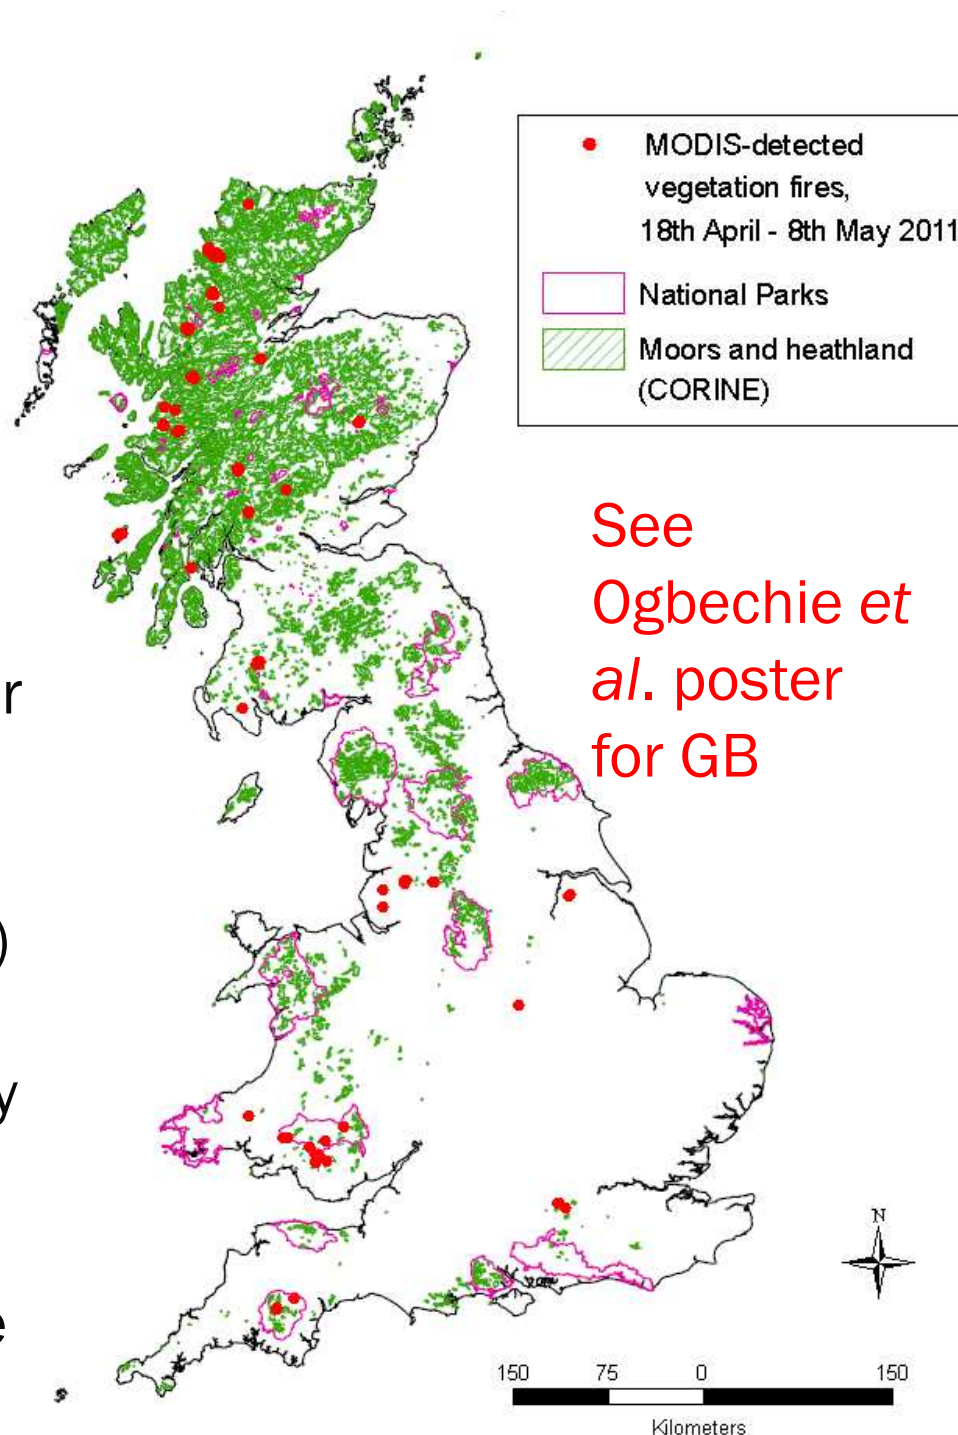 MODIS-detected
vegetation fires,
18th April - 8th May 2011
National Parks
Moors and heathland
(CORINE)
See
Ogbechie et
al. poster
for GB
r
)
y
e
N
150 75 0 150
Kilometers